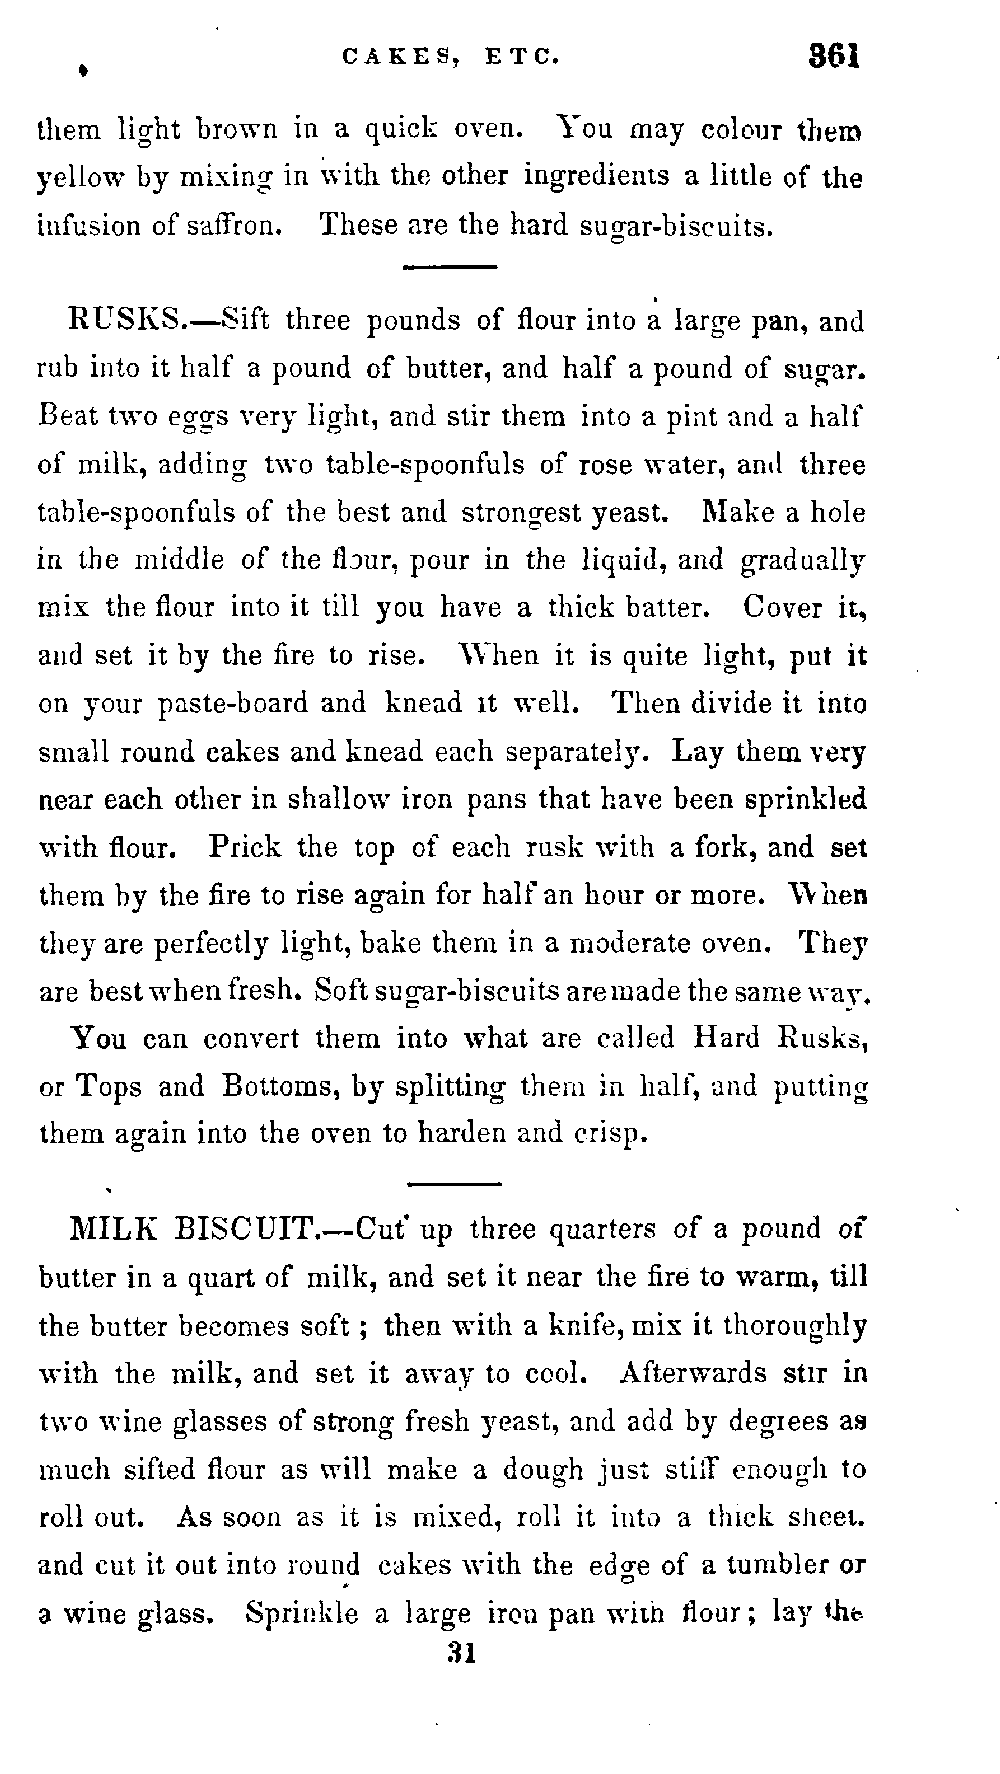 CAKES, ETC. 361
them light brown in a quick oven. You may colour them
yellow by mixing in with the other ingredients a little of the
infusion of saffron. These are the hard sugar-biscuits.
RUSKS.—Sift three pounds of flour into a large pan, and
rub into it half a pound of butter, and half a pound of sugar.
Beat two eggs very light, and stir them into a pint and a half
of milk, adding two table-spoonfuls of rose water, and three
table-spoonfuls of the best and strongest yeast. Make a hole
in the middle of the flour, pour in the liquid, and gradually
mix the flour into it till you have a thick batter. Cover it,
and set it by the fire to rise. When it is quite light, put it
on your paste-board and knead it well. Then divide it into
small round cakes and knead each separately. Lay them very
near each other in shallow iron pans that have been sprinkled
with flour. Prick the top of each rusk with a fork, and set
them by the fire to rise again for half an hour or more. When
they are perfectly light, bake them in a moderate oven. They
are best when fresh. Soft sugar-biscuits are made the same way.
You can convert them into what are called Hard Rusks,
or Tops and Bottoms, by splitting them in half, and putting
them again into the oven to harden and crisp.
MILK BISCUIT.—Cut up three quarters of a pound of
butter in a quart of milk, and set it near the fire to warm, till
the butter becomes soft; then with a knife, mix it thoroughly
with the milk, and set it away to cool. Afterwards stir in
two wine glasses of strong fresh yeast, and add by degrees as
much sifted flour as will make a dough just stiff enough to
roll out. As soon as it is mixed, roll it into a thick sheet.
and cut it out into round cakes with the edge of a tumbler or
a wine glass. Sprinkle a large iron pan with flour; lay the
31